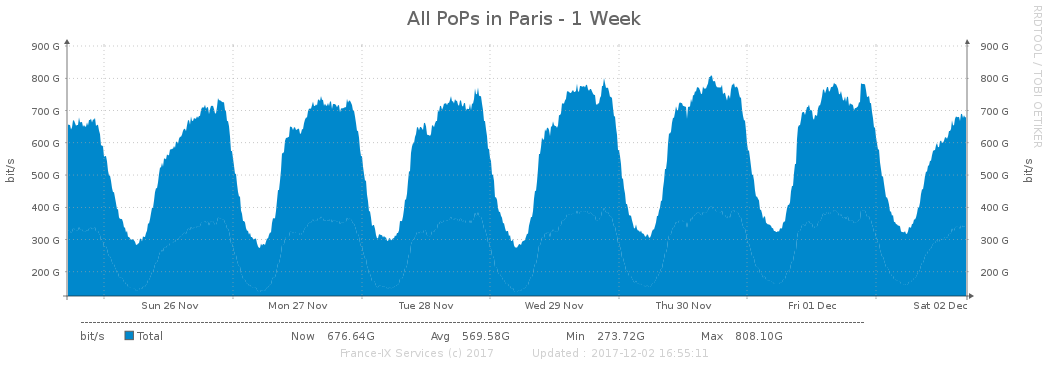 All PoPs in Paris - 1 Week
RRDTOOL / TOBI OETIKER
900 G 900 G
800 G 800 G
700 G 700 G
600 G 600 G
bit/s bit/s
500 G 500 G
400 G 400 G
300 G 300 G
200 G 200 G
Sun 26 Nov Mon 27 Nov Tue 28 Nov Wed 29 Nov Thu 30 Nov Fri 01 Dec Sat 02 Dec
bit/s Total Now 676.64G Avg 569.58G Min 273.72G Max 808.10G
France-IX Services (c) 2017 Updated : 2017-12-02 16:55:11